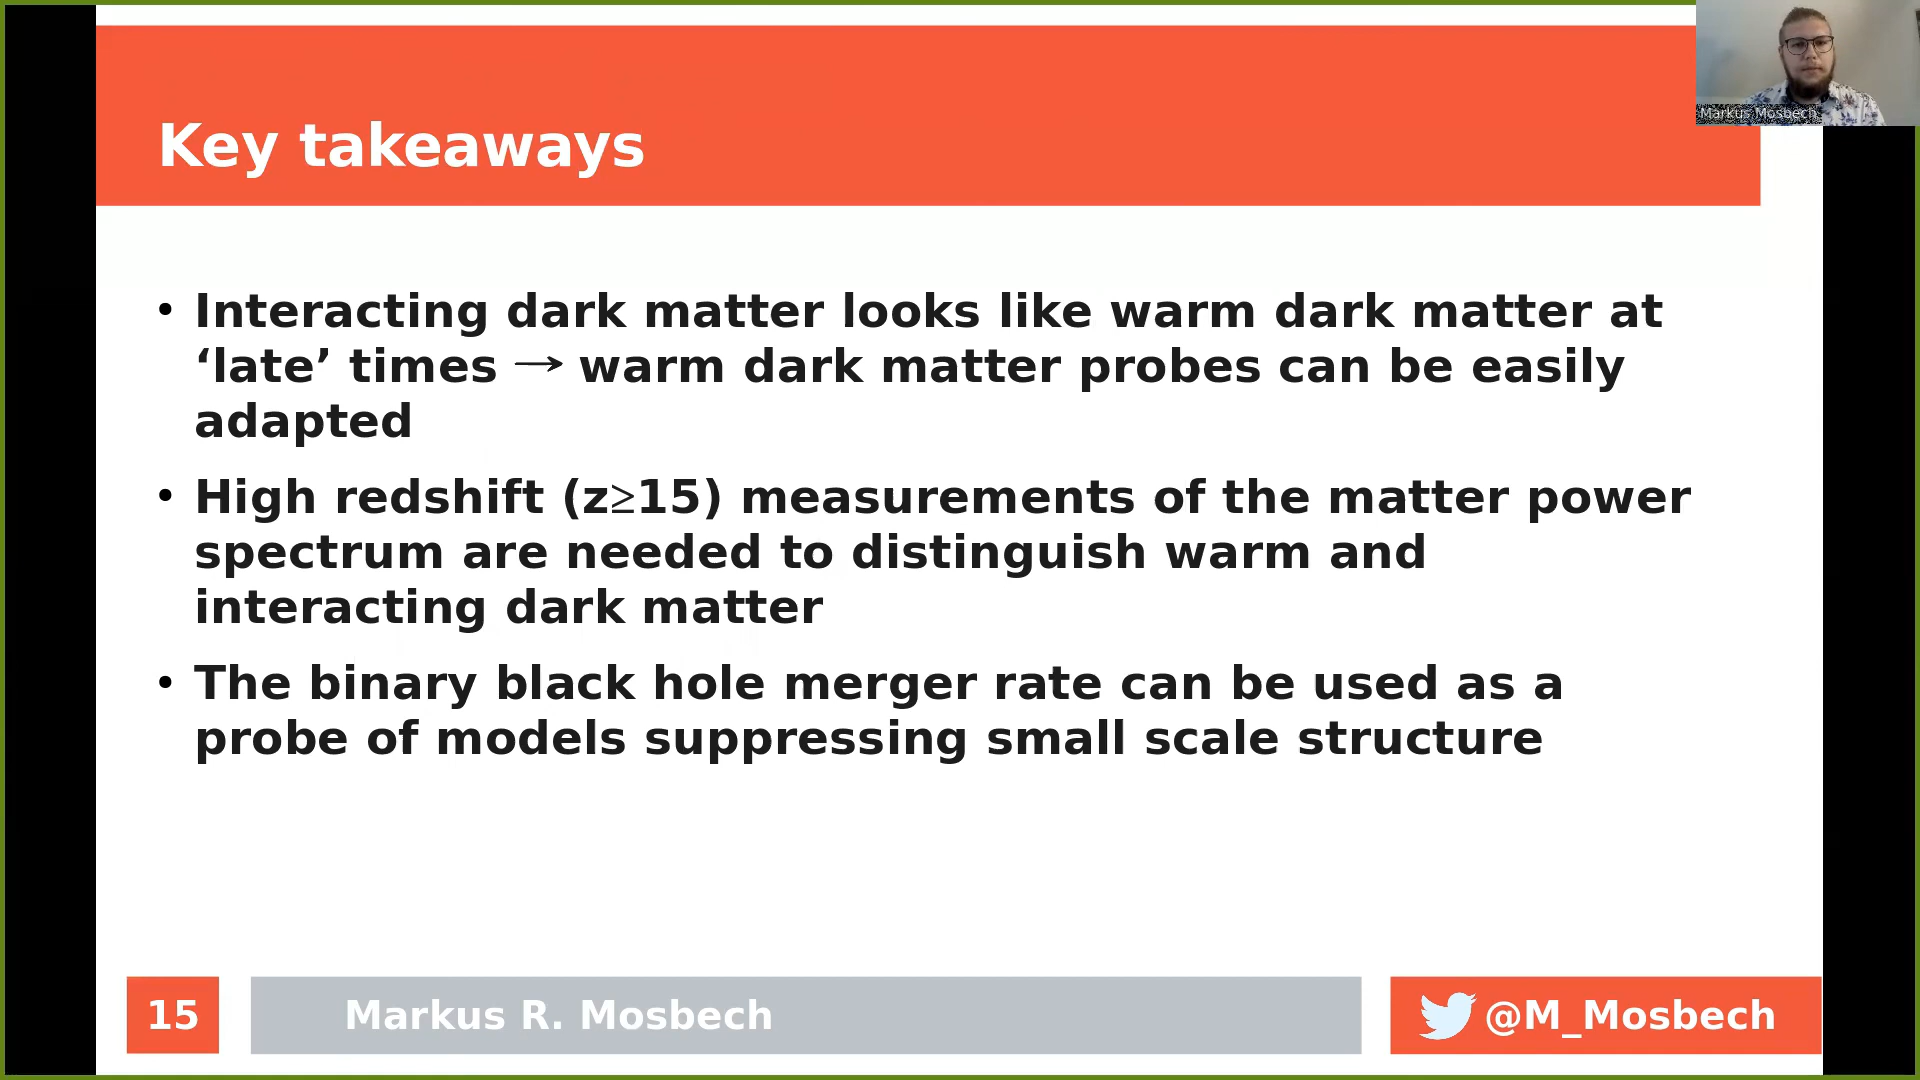 Markus Mosbech
Key takeaways
• Interacting dark matter looks like warm dark matter at
‘late’ times → warm dark matter probes can be easily
adapted
• High redshift (z≥15) measurements of the matter power
spectrum are needed to distinguish warm and
interacting dark matter
• The binary black hole merger rate can be used as a
probe of models suppressing small scale structure
15
Markus R. Mosbech
@M_Mosbech